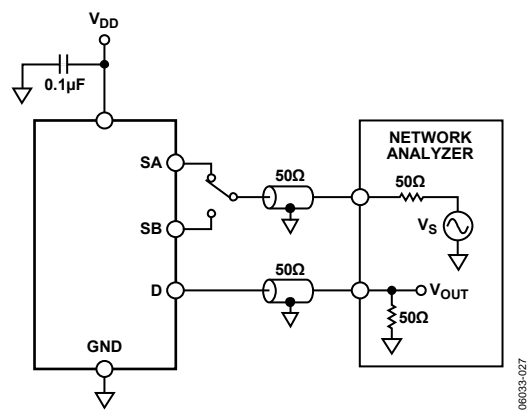 VDD
0.1µF
NETWORK
ANALYZER
SA
50Ω
50Ω
VS
SB
50Ω
D
VOUT
50Ω
GND
06033-027